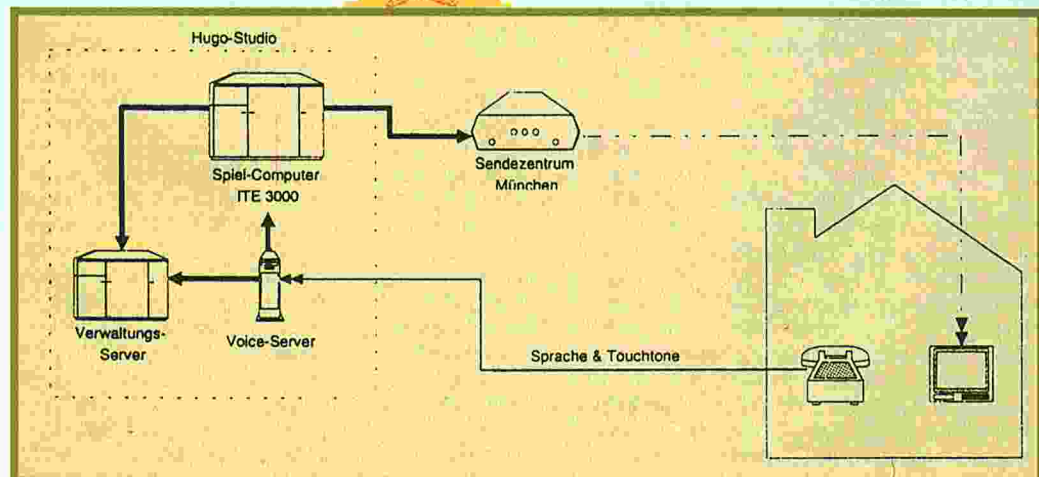 Hugo-Studio
Spiel-Computer
ITE 3000
Sendezentrum
München
Verwaltungs-
Server
Voice-Server
Sprache & Touchtone